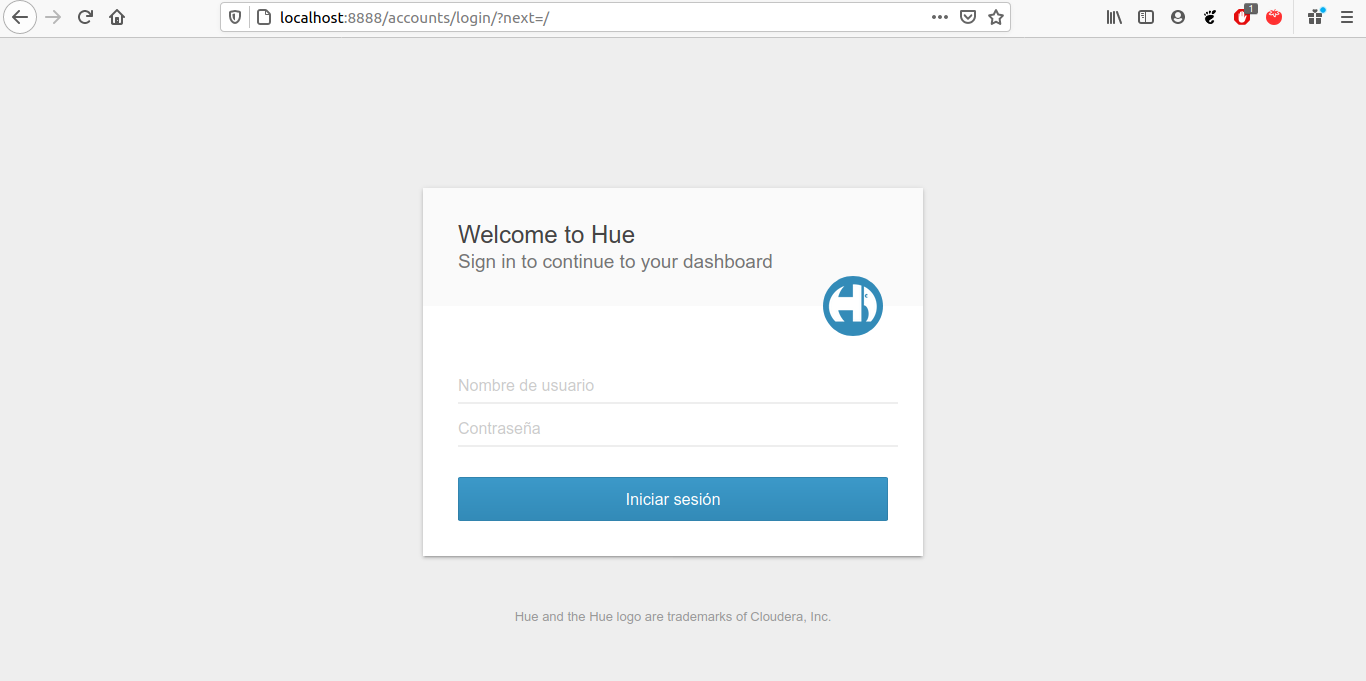 localhost:8888/accounts/login/?next=/
1
Welcome to Hue
Sign in to continue to your dashboard
Nombre de usuario
Contraseña
Iniciar sesión
Hue and the Hue logo are trademarks of Cloudera, Inc.